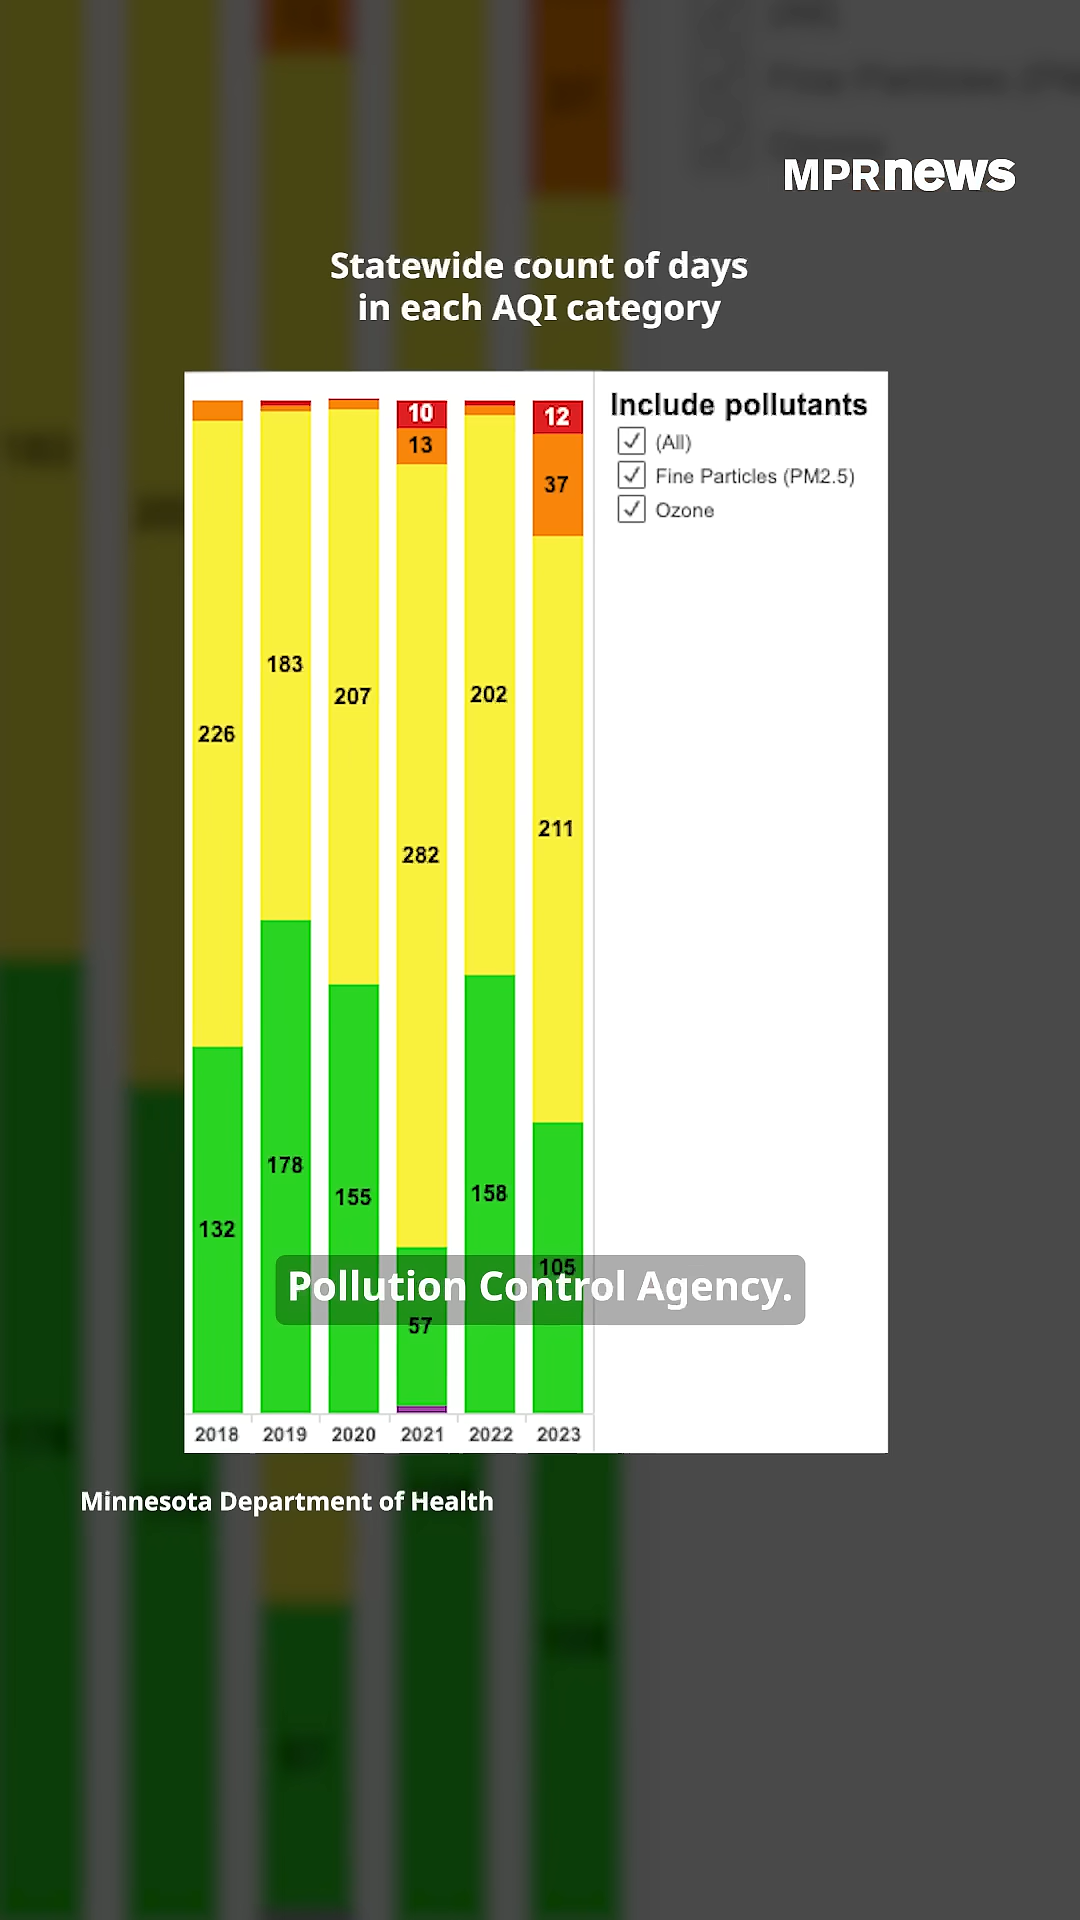 MPRnews
Statewide count of days
in each AQI category
Include pollutants
(All)
Fine Particles (PM2.5)
Ozone
10
12
13
37
183
207
202
226
211
282
178
155
158
132
105
Pollution Control Agency.
57
2018 2019 2020 2021 2022 2023
Minnesota Department of Health